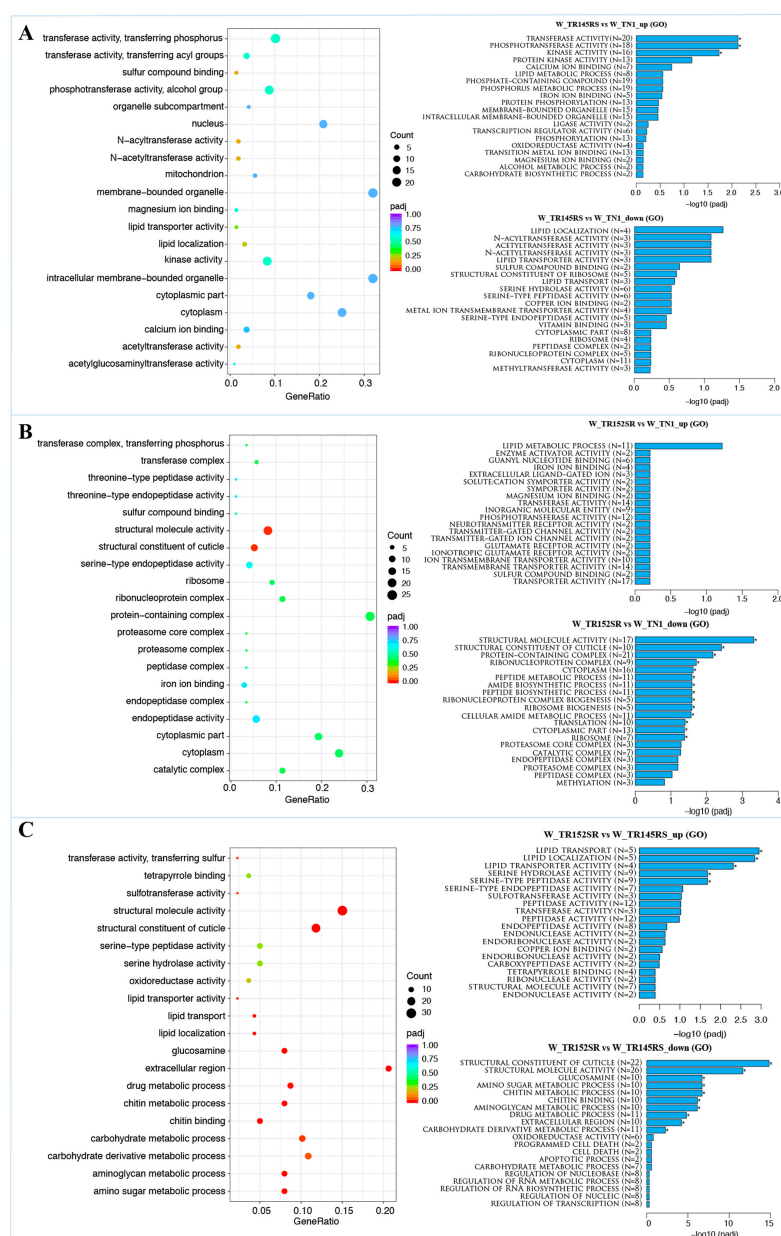 A
transferase activity, transferring phosphorus
transferase activity, transferring acyl groups
sulfur compound binding
phosphotransferase activity, alcohol group
organelle subcompartment
nucleus
N−acyltransferase activity
N−acetyltransferase activity
mitochondrion
membrane−bounded organelle
magnesium ion binding
lipid transporter activity
lipid localization
kinase activity
intracellular membrane−bounded organelle
cytoplasmic part
cytoplasm
calcium ion binding
acetyltransferase activity
acetylglucosaminyltransferase activity
0.0 0.1 0.2 0.3
GeneRatio
Count
5
10
15
20
padj
1.00
0.75
0.50
0.25
0.00
W_TR145RS vs W_TN1_up (GO)
TRANSFERASE ACTIVITY(N=20)
PHOSPHOTRANSFERASE ACTIVITY (N=18)
KINASE ACTIVITY (N=16)
PROTEIN KINASE ACTIVITY (N=13)
CALCIUM ION BINDING (N=7)
LIPID METABOLIC PROCESS (N=8)
PHOSPHATE−CONTAINING COMPOUND (N=19)
PHOSPHORUS METABOLIC PROCESS (N=19)
IRON ION BINDING (N=5)
PROTEIN PHOSPHORYLATION (N=13)
MEMBRANE−BOUNDED ORGANELLE (N=15)
INTRACELLULAR MEMBRANE−BOUNDED ORGANELLE (N=15)
LIGASE ACTIVITY (N=2)
TRANSCRIPTION REGULATOR ACTIVITY (N=6)
PHOSPHORYLATION (N=13)
OXIDOREDUCTASE ACTIVITY (N=4)
TRANSITION METAL ION BINDING (N=13)
MAGNESIUM ION BINDING (N=2)
ALCOHOL METABOLIC PROCESS (N=2)
CARBOHYDRATE BIOSYNTHETIC PROCESS (N=2)
0.0 0.5 1.0 1.5 2.0 2.5 3.0
−log10 (padj)
W_TR145RS vs W_TN1_down (GO)
LIPID LOCALIZATION (N=4)
N−ACYLTRANSFERASE ACTIVITY (N=3)
ACETYLTRANSFERASE ACTIVITY (N=3)
N−ACETYLTRANSFERASE ACTIVITY (N=3)
LIPID TRANSPORTER ACTIVITY (N=3)
SULFUR COMPOUND BINDING (N=2)
STRUCTURAL CONSTITUENT OF RIBOSOME (N=5)
LIPID TRANSPORT (N=3)
SERINE HYDROLASE ACTIVITY (N=6)
SERINE−TYPE PEPTIDASE ACTIVITY (N=6)
COPPER ION BINDING (N=2)
METAL ION TRANSMEMBRANE TRANSPORTER ACTIVITY (N=4)
SERINE−TYPE ENDOPEPTIDASE ACTIVITY (N=5)
VITAMIN BINDING (N=3)
CYTOPLASMIC PART (N=8)
RIBOSOME (N=4)
PEPTIDASE COMPLEX (N=2)
RIBONUCLEOPROTEIN COMPLEX (N=5)
CYTOPLASM (N=11)
METHYLTRANSFERASE ACTIVITY (N=3)
0.0 0.5 1.0 1.5 2.0
−log10 (padj)
B
transferase complex, transferring phosphorus
transferase complex
threonine−type peptidase activity
threonine−type endopeptidase activity
sulfur compound binding
structural molecule activity
structural constituent of cuticle
serine−type endopeptidase activity
ribosome
ribonucleoprotein complex
protein−containing complex
proteasome core complex
proteasome complex
peptidase complex
iron ion binding
endopeptidase complex
endopeptidase activity
cytoplasmic part
cytoplasm
catalytic complex
0.0 0.1 0.2 0.3
GeneRatio
Count
5
10
15
20
25
padj
1.00
0.75
0.50
0.25
0.00
W_TR152SR vs W_TN1_up (GO)
LIPID METABOLIC PROCESS (N=11)
ENZYME ACTIVATOR ACTIVITY (N=2)
GUANYL NUCLEOTIDE BINDING (N=6)
IRON ION BINDING (N=4)
EXTRACELLULAR LIGAND−GATED ION (N=3)
SOLUTE:CATION SYMPORTER ACTIVITY (N=2)
SYMPORTER ACTIVITY (N=2)
MAGNESIUM ION BINDING (N=2)
TRANSFERASE ACTIVITY (N=14)
INORGANIC MOLECULAR ENTITY (N=9)
PHOSPHOTRANSFERASE ACTIVITY (N=12)
NEUROTRANSMITTER RECEPTOR ACTIVITY (N=2)
TRANSMITTER−GATED CHANNEL ACTIVITY (N=2)
TRANSMITTER−GATED ION CHANNEL ACTIVITY (N=2)
GLUTAMATE RECEPTOR ACTIVITY (N=2)
IONOTROPIC GLUTAMATE RECEPTOR ACTIVITY (N=2)
ION TRANSMEMBRANE TRANSPORTER ACTIVITY (N=10)
TRANSMEMBRANE TRANSPORTER ACTIVITY (N=14)
SULFUR COMPOUND BINDING (N=2)
TRANSPORTER ACTIVITY (N=17)
0.0 0.5 1.0 1.5 2.0 2.5 3.0
−log10 (padj)
W_TR152SR vs W_TN1_down (GO)
STRUCTURAL MOLECULE ACTIVITY (N=17)
STRUCTURAL CONSTITUENT OF CUTICLE (N=10)
PROTEIN−CONTAINING COMPLEX (N=21)
RIBONUCLEOPROTEIN COMPLEX (N=9)
CYTOPLASM (N=16)
PEPTIDE METABOLIC PROCESS (N=11)
AMIDE BIOSYNTHETIC PROCESS (N=11)
PEPTIDE BIOSYNTHETIC PROCESS (N=11)
RIBONUCLEOPROTEIN COMPLEX BIOGENESIS (N=5)
RIBOSOME BIOGENESIS (N=5)
CELLULAR AMIDE METABOLIC PROCESS (N=11)
TRANSLATION (N=10)
CYTOPLASMIC PART (N=13)
RIBOSOME (N=7)
PROTEASOME CORE COMPLEX (N=3)
CATALYTIC COMPLEX (N=7)
ENDOPEPTIDASE COMPLEX (N=3)
PROTEASOME COMPLEX (N=3)
PEPTIDASE COMPLEX (N=3)
METHYLATION (N=3)
0 1 2 3 4
−log10 (padj)
C
transferase activity, transferring sulfur
tetrapyrrole binding
sulfotransferase activity
structural molecule activity
structural constituent of cuticle
serine−type peptidase activity
serine hydrolase activity
oxidoreductase activity
lipid transporter activity
lipid transport
lipid localization
glucosamine
extracellular region
drug metabolic process
chitin metabolic process
chitin binding
carbohydrate metabolic process
carbohydrate derivative metabolic process
aminoglycan metabolic process
amino sugar metabolic process
0.05 0.10 0.15 0.20
GeneRatio
Count
10
20
30
padj
1.00
0.75
0.50
0.25
0.00
W_TR152SR vs W_TR145RS_up (GO)
LIPID TRANSPORT (N=5)
LIPID LOCALIZATION (N=5)
LIPID TRANSPORTER ACTIVITY (N=4)
SERINE HYDROLASE ACTIVITY (N=9)
SERINE−TYPE PEPTIDASE ACTIVITY (N=9)
SERINE−TYPE ENDOPEPTIDASE ACTIVITY (N=7)
SULFOTRANSFERASE ACTIVITY (N=3)
PEPTIDASE ACTIVITY (N=12)
TRANSFERASE ACTIVITY (N=3)
PEPTIDASE ACTIVITY (N=12)
ENDOPEPTIDASE ACTIVITY (N=8)
ENDONUCLEASE ACTIVITY (N=2)
ENDORIBONUCLEASE ACTIVITY (N=2)
COPPER ION BINDING (N=2)
ENDORIBONUCLEASE ACTIVITY (N=2)
CARBOXYPEPTIDASE ACTIVITY (N=2)
TETRAPYRROLE BINDING (N=4)
RIBONUCLEASE ACTIVITY (N=2)
STRUCTURAL MOLECULE ACTIVITY (N=7)
ENDONUCLEASE ACTIVITY (N=2)
0.0 0.5 1.0 1.5 2.0 2.5 3.0
−log10 (padj)
W_TR152SR vs W_TR145RS_down (GO)
STRUCTURAL CONSTITUENT OF CUTICLE (N=22)
STRUCTURAL MOLECULE ACTIVITY (N=26)
GLUCOSAMINE (N=10)
AMINO SUGAR METABOLIC PROCESS (N=10)
CHITIN METABOLIC PROCESS (N=10)
CHITIN BINDING (N=10)
AMINOGLYCAN METABOLIC PROCESS (N=10)
DRUG METABOLIC PROCESS (N=11)
EXTRACELLULAR REGION (N=10)
CARBOHYDRATE DERIVATIVE METABOLIC PROCESS (N=11)
OXIDOREDUCTASE ACTIVITY (N=6)
PROGRAMMED CELL DEATH (N=2)
CELL DEATH (N=2)
APOPTOTIC PROCESS (N=2)
CARBOHYDRATE METABOLIC PROCESS (N=7)
REGULATION OF NUCLEOBASE (N=8)
REGULATION OF RNA METABOLIC PROCESS (N=8)
REGULATION OF RNA BIOSYNTHETIC PROCESS (N=8)
REGULATION OF NUCLEIC (N=8)
REGULATION OF TRANSCRIPTION (N=8)
0 5 10 15
−log10 (padj)